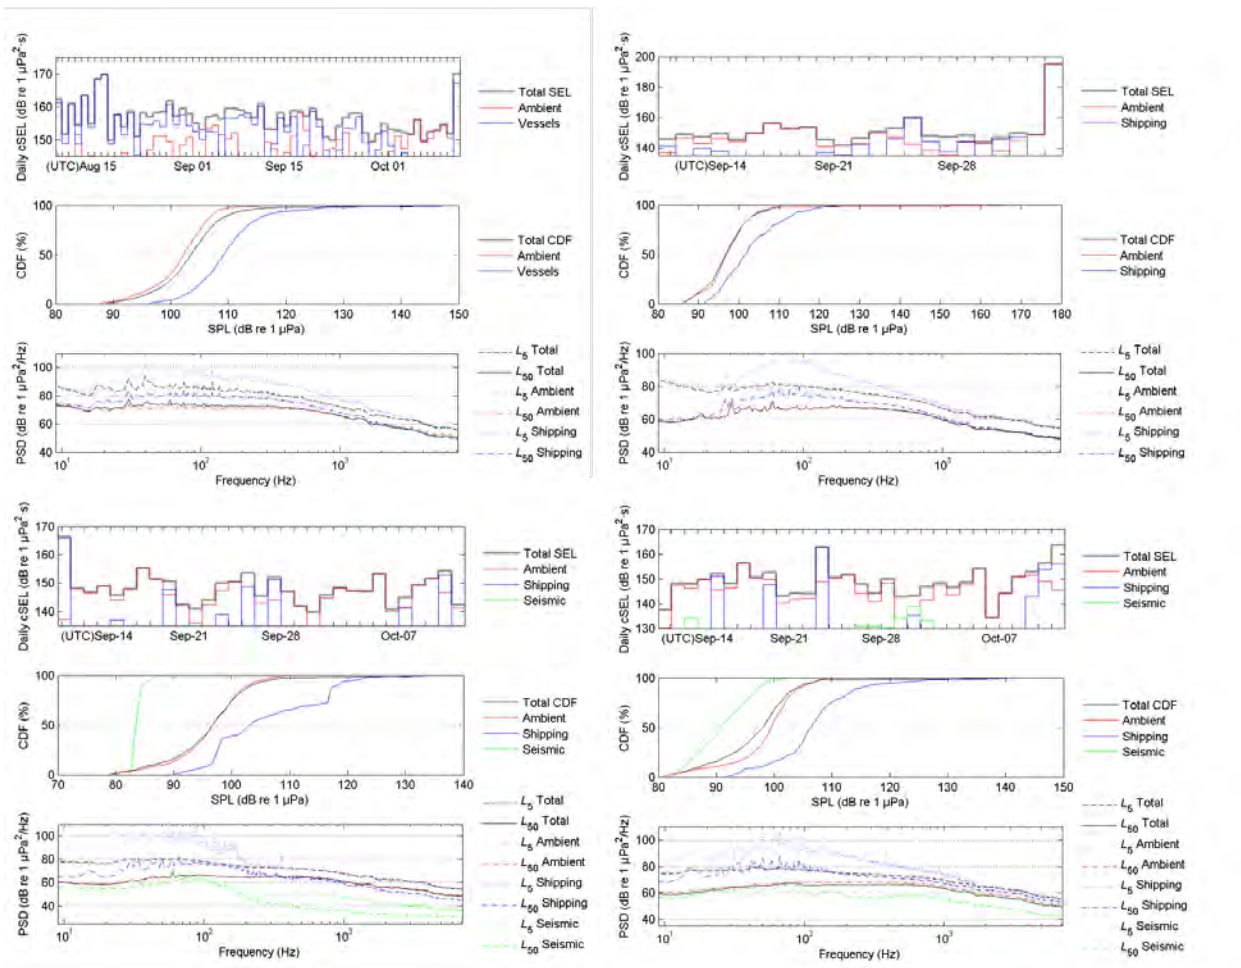 Daily cSEL (dB re 1 µPa²·s)
170
160
150
(UTC)Aug 15 Sep 01 Sep 15 Oct 01
Total SEL
Ambient
Vessels
CDF (%)
100
50
0
80 90 100 110 120 130 140 150
SPL (dB re 1 µPa)
Total CDF
Ambient
Vessels
PSD (dB re 1 µPa²/Hz)
100
80
60
40
10¹ 10² 10³
Frequency (Hz)
L5 Total
L50 Total
L5 Ambient
L50 Ambient
L5 Shipping
L50 Shipping
Daily cSEL (dB re 1 µPa²·s)
200
180
160
140
(UTC)Sep-14 Sep-21 Sep-28
Total SEL
Ambient
Shipping
CDF (%)
100
50
0
80 90 100 110 120 130 140 150 160 170 180
SPL (dB re 1 µPa)
Total CDF
Ambient
Shipping
PSD (dB re 1 µPa²/Hz)
100
80
60
40
10¹ 10² 10³
Frequency (Hz)
L5 Total
L50 Total
L5 Ambient
L50 Ambient
L5 Shipping
L50 Shipping
Daily cSEL (dB re 1 µPa²·s)
170
160
150
140
(UTC)Sep-14 Sep-21 Sep-28 Oct-07
Total SEL
Ambient
Shipping
Seismic
CDF (%)
100
50
0
70 80 90 100 110 120 130 140
SPL (dB re 1 µPa)
Total CDF
Ambient
Shipping
Seismic
PSD (dB re 1 µPa²/Hz)
100
80
60
40
10¹ 10² 10³
Frequency (Hz)
L5 Total
L50 Total
L5 Ambient
L50 Ambient
L5 Shipping
L50 Shipping
L5 Seismic
L50 Seismic
Daily cSEL (dB re 1 µPa²·s)
170
160
150
140
130
(UTC)Sep-14 Sep-21 Sep-28 Oct-07
Total SEL
Ambient
Shipping
Seismic
CDF (%)
100
50
0
80 90 100 110 120 130 140 150
SPL (dB re 1 µPa)
Total CDF
Ambient
Shipping
Seismic
PSD (dB re 1 µPa²/Hz)
100
80
60
40
10¹ 10² 10³
Frequency (Hz)
L5 Total
L50 Total
L5 Ambient
L50 Ambient
L5 Shipping
L50 Shipping
L5 Seismic
L50 Seismic